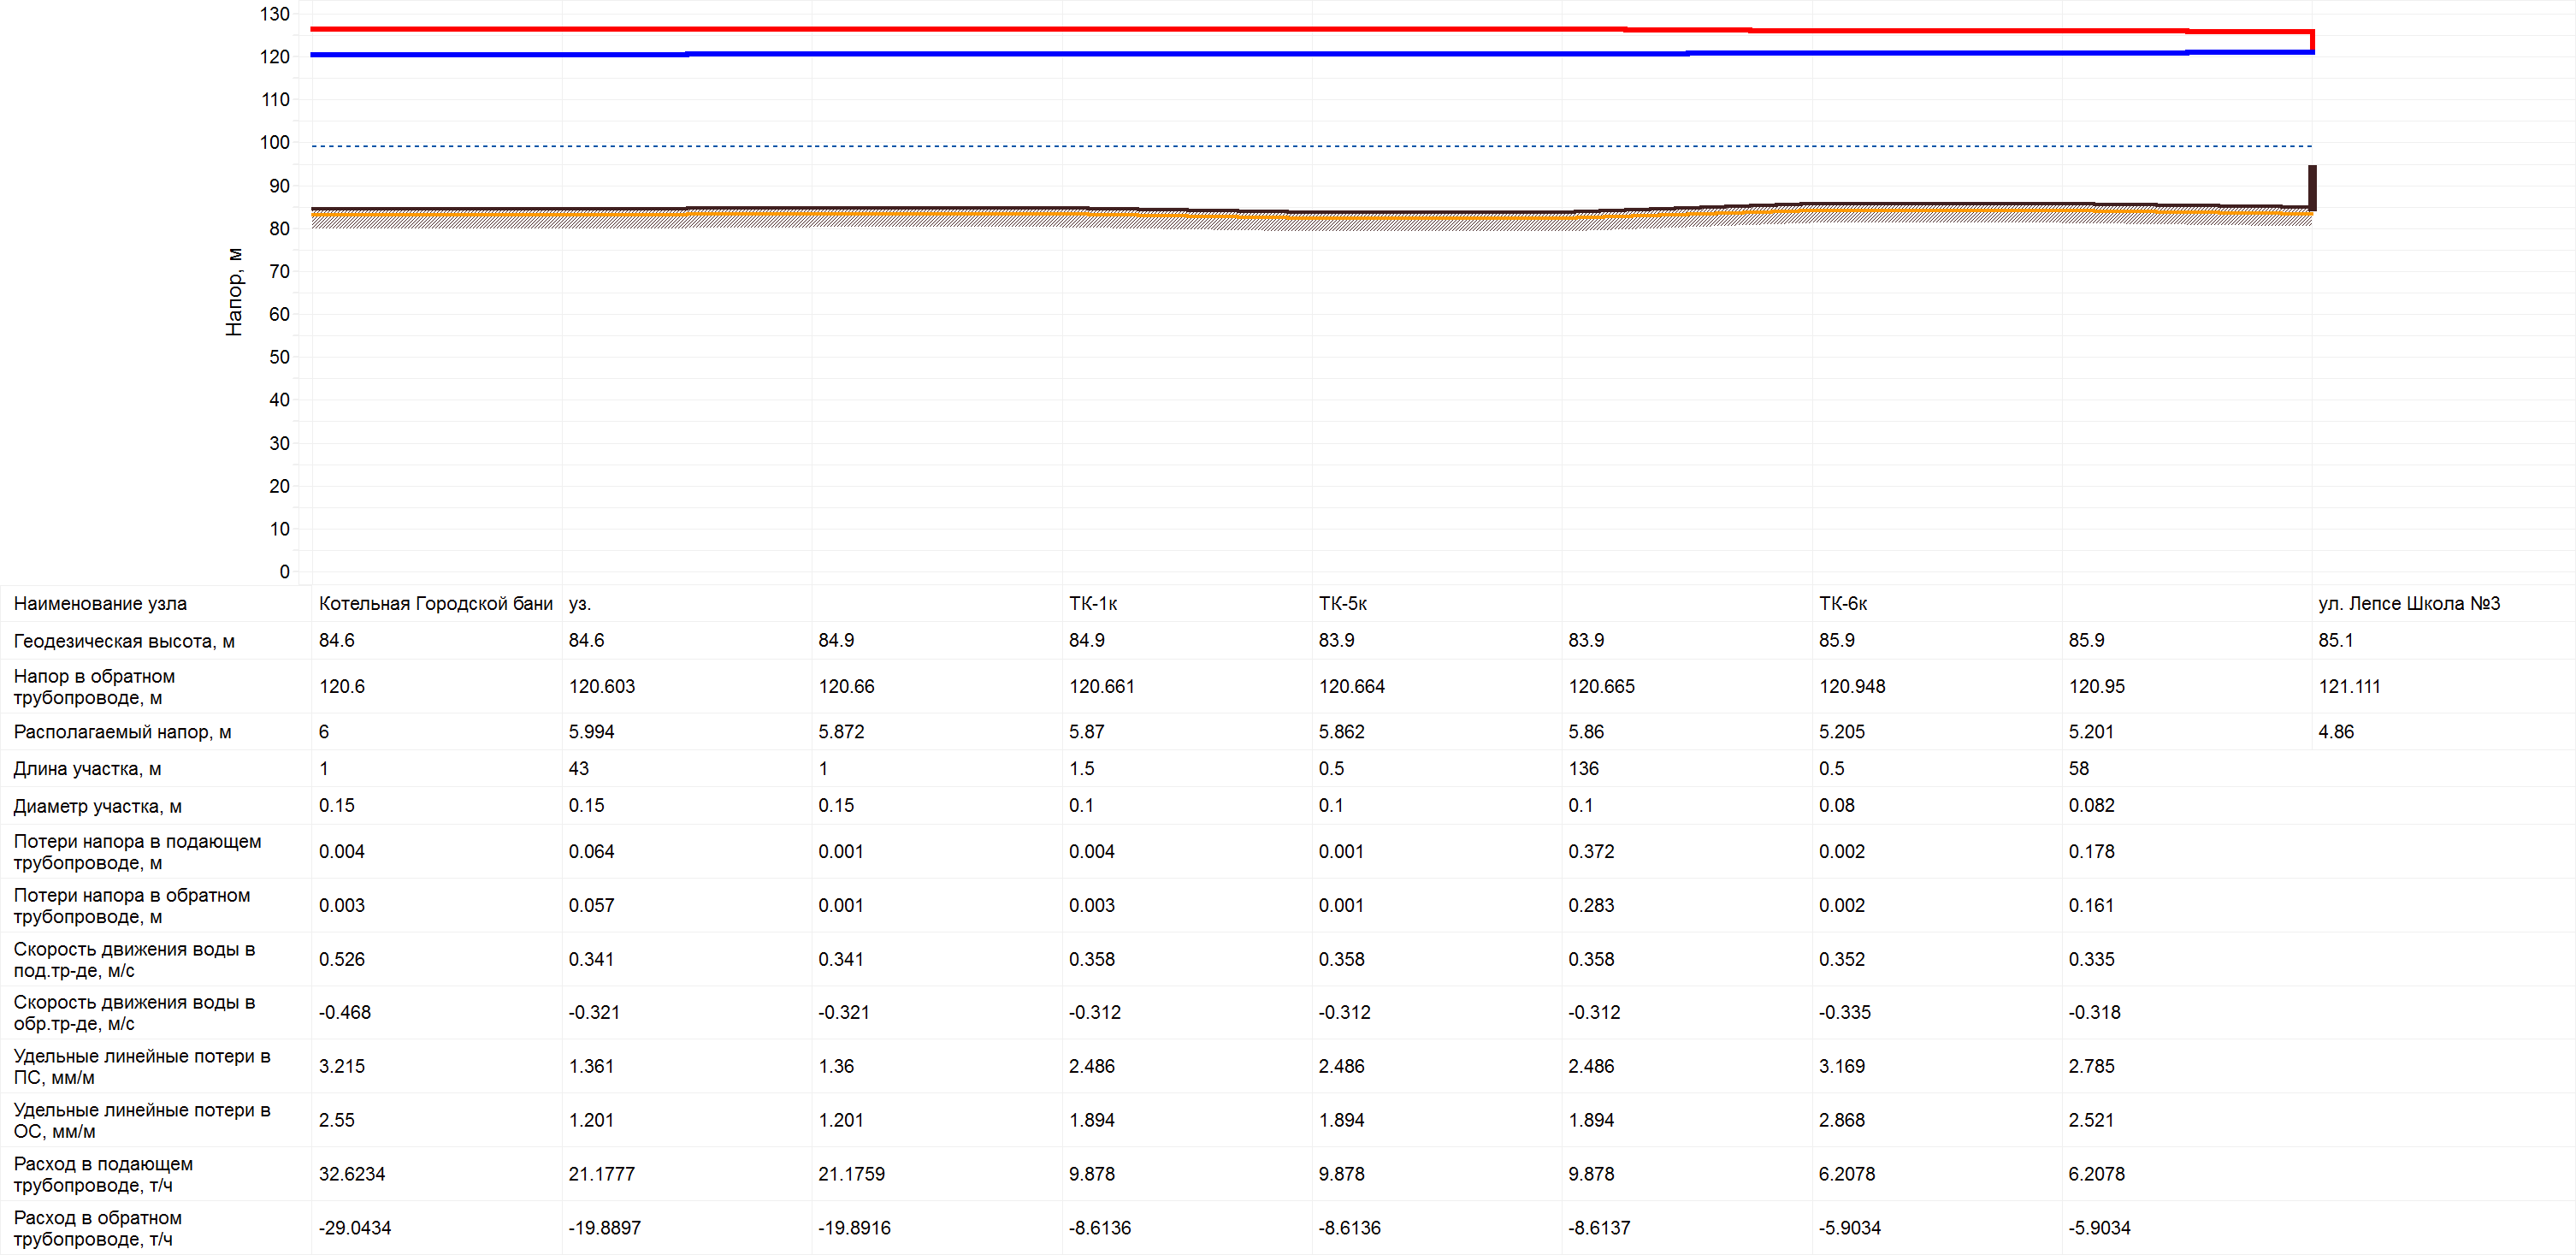 130
120
110
100
90
80
70
60
50
40
30
20
10
0
Напор, м
Наименование узла Котельная Городской бани уз. ТК-1к ТК-5к ТК-6к ул. Лепсе Школа №3
Геодезическая высота, м 84.6 84.6 84.9 84.9 83.9 83.9 85.9 85.9 85.1
Напор в обратном
трубопроводе, м 120.6 120.603 120.66 120.661 120.664 120.665 120.948 120.95 121.111
Располагаемый напор, м 6 5.994 5.872 5.87 5.862 5.86 5.205 5.201 4.86
Длина участка, м 1 43 1 1.5 0.5 136 0.5 58
Диаметр участка, м 0.15 0.15 0.15 0.1 0.1 0.1 0.08 0.082
Потери напора в подающем
трубопроводе, м 0.004 0.064 0.001 0.004 0.001 0.372 0.002 0.178
Потери напора в обратном
трубопроводе, м 0.003 0.057 0.001 0.003 0.001 0.283 0.002 0.161
Скорость движения воды в
под.тр-де, м/с 0.526 0.341 0.341 0.358 0.358 0.358 0.352 0.335
Скорость движения воды в
обр.тр-де, м/с -0.468 -0.321 -0.321 -0.312 -0.312 -0.312 -0.335 -0.318
Удельные линейные потери в
ПС, мм/м 3.215 1.361 1.36 2.486 2.486 2.486 3.169 2.785
Удельные линейные потери в
ОС, мм/м 2.55 1.201 1.201 1.894 1.894 1.894 2.868 2.521
Расход в подающем
трубопроводе, т/ч 32.6234 21.1777 21.1759 9.878 9.878 9.878 6.2078 6.2078
Расход в обратном
трубопроводе, т/ч -29.0434 -19.8897 -19.8916 -8.6136 -8.6136 -8.6137 -5.9034 -5.9034